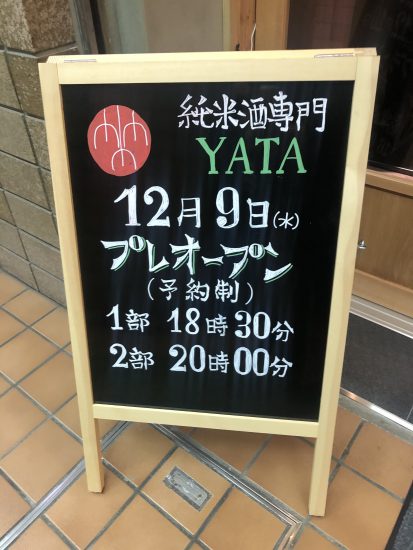 純米酒専門
YATA
12月9日(水)
プレオープン
(予約制)
1部 18時30分
2部 20時00分